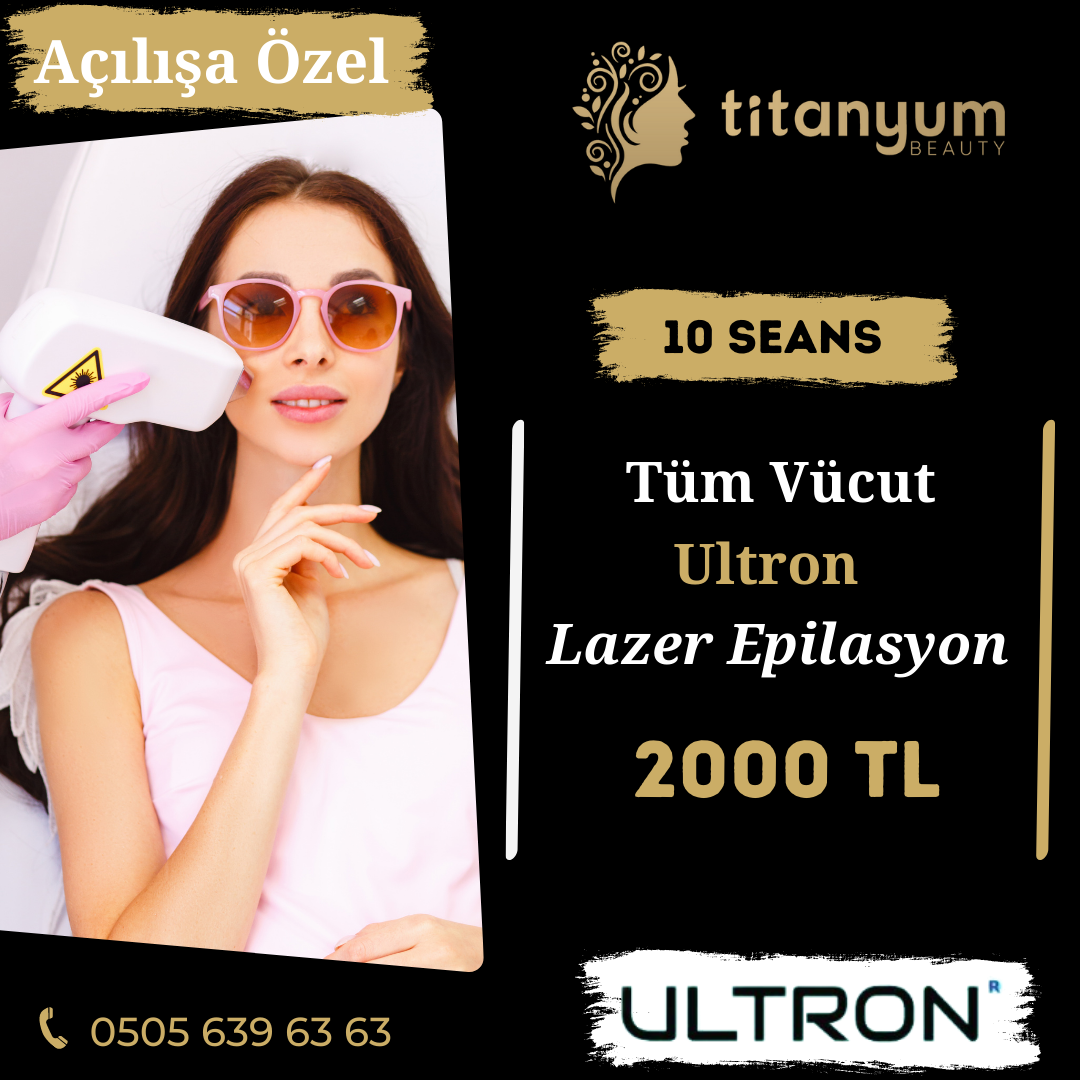 Açılışa Özel
titanyum
BEAUTY
10 SEANS
Tüm Vücut
Ultron
Lazer Epilasyon
2000 TL
ULTRON®
0505 639 63 63